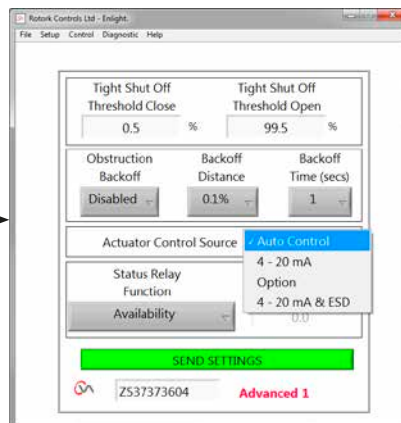 Rotork Controls Ltd - Enlight.
File Setup Control Diagnostic Help
Tight Shut Off Tight Shut Off
Threshold Close Threshold Open
0.5 % 99.5 %
Obstruction Backoff Backoff
Backoff Distance Time (secs)
Disabled 0.1% 1
Actuator Control Source ✓ Auto Control
4 - 20 mA
Status Relay Option
Function 4 - 20 mA & ESD
Availability 0.0
SEND SETTINGS
ZS37373604 Advanced 1